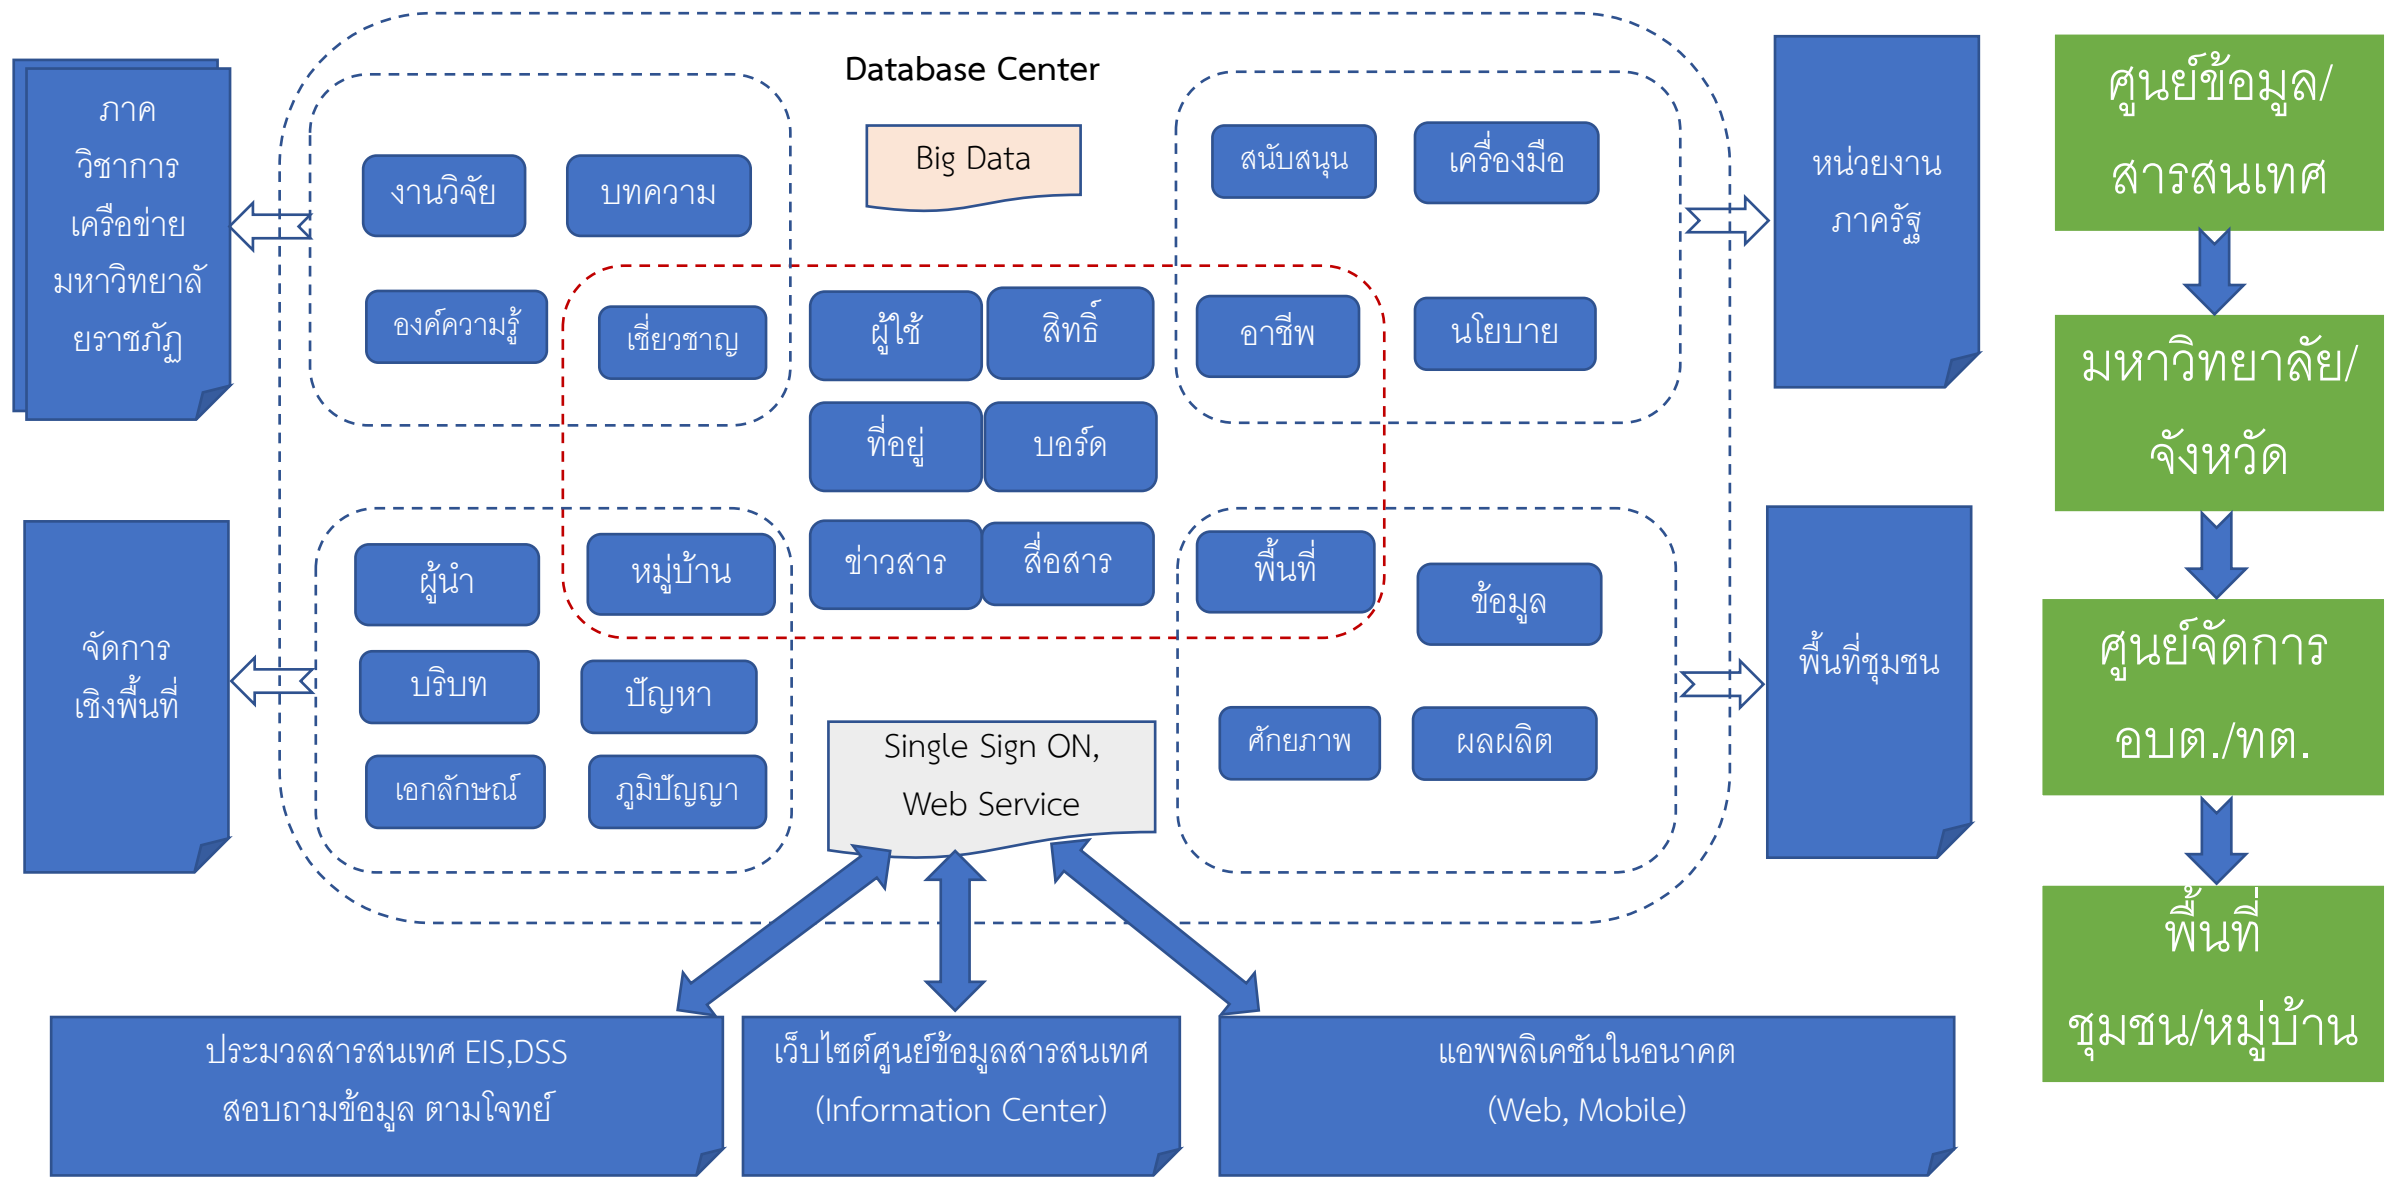 Database Center
Big Data
ภาค
วิชาการ
เครือข่าย
มหาวิทยาลั
ยราชภัฏ
งานวิจัย
บทความ
องค์ความรู้
เชี่ยวชาญ
ผู้ใช้
สิทธิ์
ที่อยู่
บอร์ด
ข่าวสาร
สื่อสาร
สนับสนุน
เครื่องมือ
อาชีพ
นโยบาย
หน่วยงาน
ภาครัฐ
จัดการ
เชิงพื้นที่
ผู้นำ
หมู่บ้าน
บริบท
ปัญหา
เอกลักษณ์
ภูมิปัญญา
พื้นที่
ข้อมูล
ศักยภาพ
ผลผลิต
พื้นที่ชุมชน
Single Sign ON,
Web Service
ประมวลสารสนเทศ EIS,DSS
สอบถามข้อมูล ตามโจทย์
เว็บไซต์ศูนย์ข้อมูลสารสนเทศ
(Information Center)
แอพพลิเคชันในอนาคต
(Web, Mobile)
ศูนย์ข้อมูล/
สารสนเทศ
มหาวิทยาลัย/
จังหวัด
ศูนย์จัดการ
อบต./ทต.
พื้นที่
ชุมชน/หมู่บ้าน